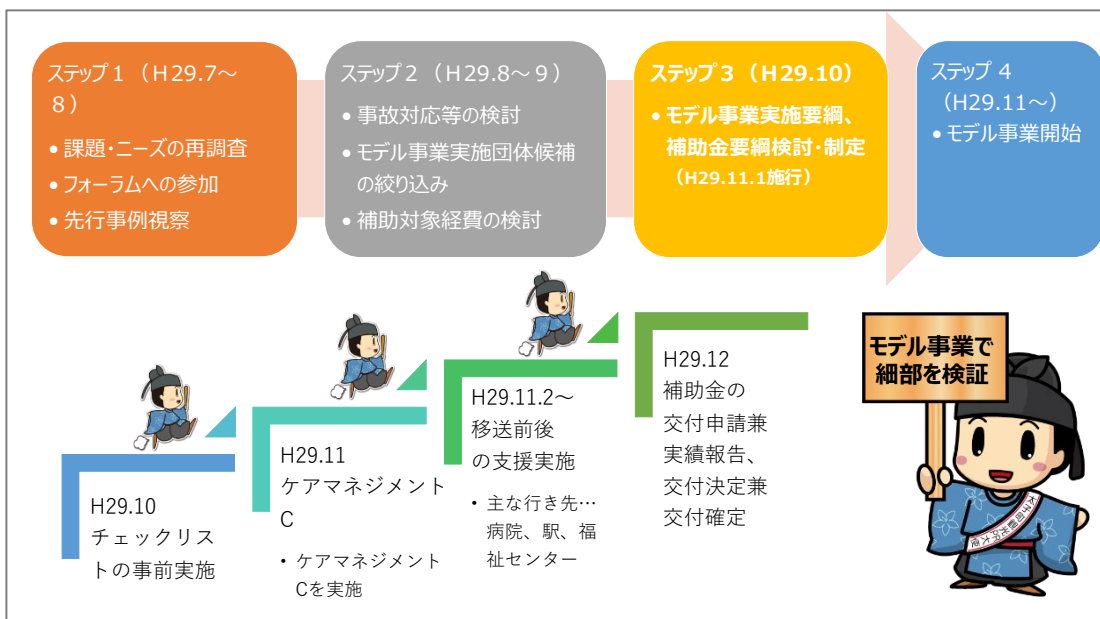 ステップ１（H29.7～
８）
• 課題・ニーズの再調査
• フォーラムへの参加
• 先行事例視察
ステップ２（H29.8～９）
• 事故対応等の検討
• モデル事業実施団体候補
の絞り込み
• 補助対象経費の検討
ステップ３（H29.10）
• モデル事業実施要綱、
補助金要綱検討・制定
（H29.11.1施行）
ステップ４
（H29.11～）
• モデル事業開始
H29.10
チェックリス
トの事前実施
H29.11
ケアマネジメント
C
• ケアマネジメント
Cを実施
H29.11.2～
移送前後
の支援実施
• 主な行き先…
病院、駅、福
祉センター
H29.12
補助金の
交付申請兼
実績報告、
交付決定兼
交付確定
モデル事業で
細部を検証
太子町観光PR大使